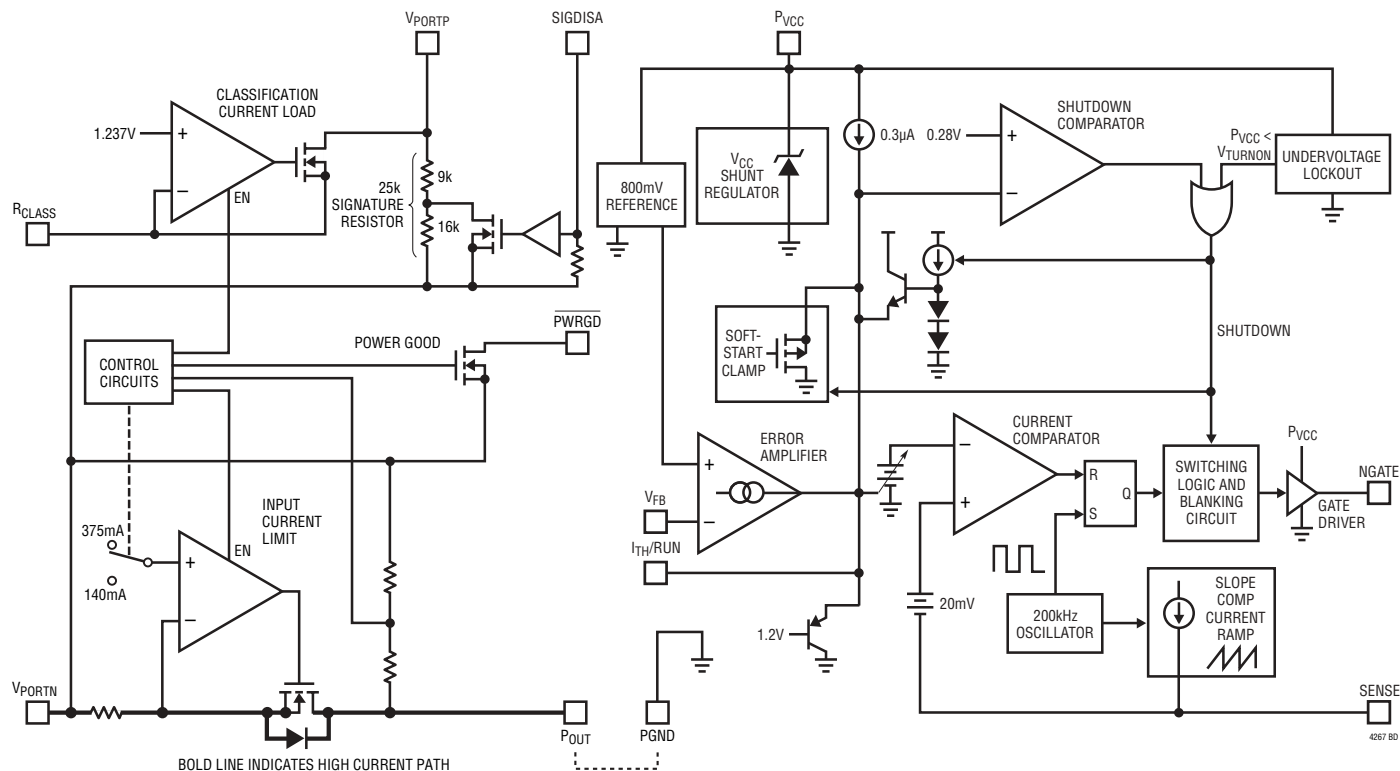 VPORTP
SIGDISA
PVCC
CLASSIFICATION
CURRENT LOAD
1.237V
+
–
EN
RCLASS
25k
SIGNATURE
RESISTOR
9k
16k
PWRGD
POWER GOOD
CONTROL
CIRCUITS
INPUT
CURRENT
LIMIT
375mA
140mA
+
–
EN
VPORTN
POUT
PGND
BOLD LINE INDICATES HIGH CURRENT PATH
800mV
REFERENCE
VCC
SHUNT
REGULATOR
0.3µA
0.28V
+
–
SHUTDOWN
COMPARATOR
PVCC <
VTURNON
UNDERVOLTAGE
LOCKOUT
SHUTDOWN
SOFT-
START
CLAMP
ERROR
AMPLIFIER
+
–
VFB
ITH/RUN
1.2V
CURRENT
COMPARATOR
–
+
R
S
Q
SWITCHING
LOGIC AND
BLANKING
CIRCUIT
PVCC
NGATE
GATE
DRIVER
20mV
200kHz
OSCILLATOR
SLOPE
COMP
CURRENT
RAMP
SENSE
4267 BD